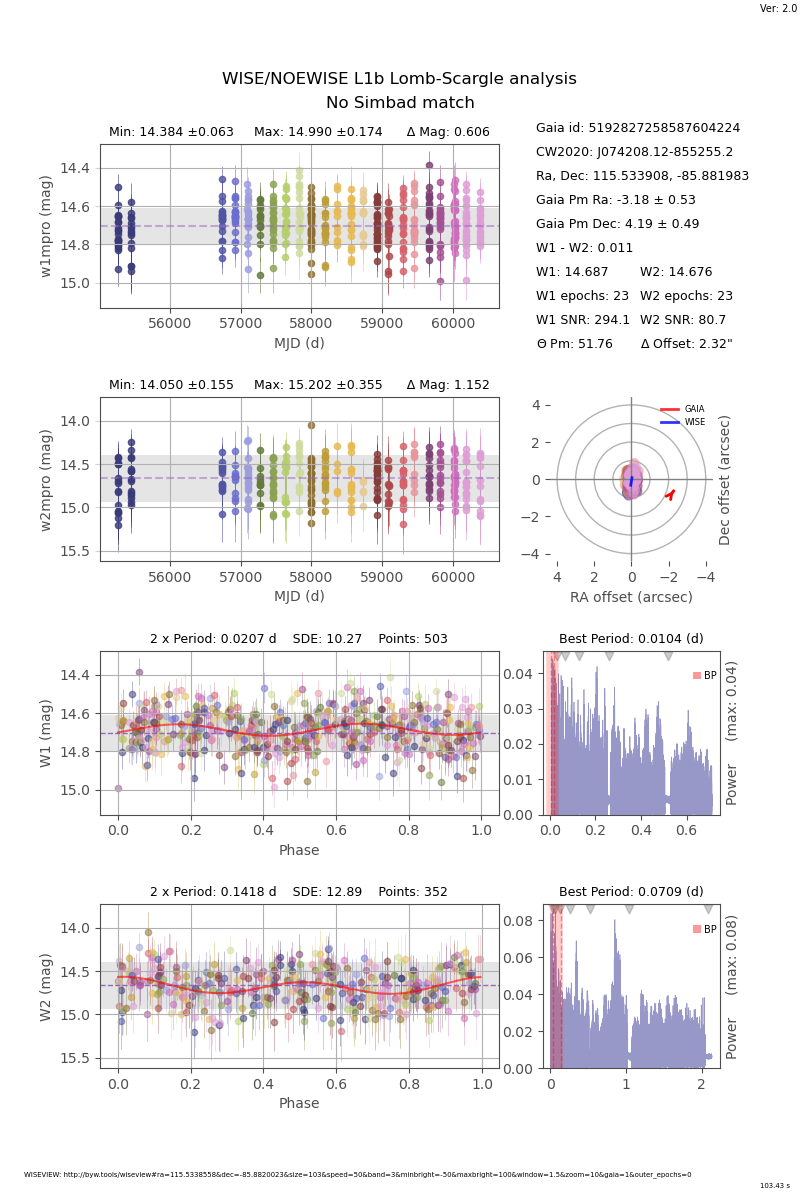 Ver: 2.0
WISE/NOEWISE L1b Lomb-Scargle analysis
No Simbad match
Min: 14.384 ±0.063 Max: 14.990 ±0.174 Δ Mag: 0.606
14.4
14.6
14.8
15.0
w1mpro (mag)
56000 57000 58000 59000 60000
MJD (d)
Gaia id: 5192827258587604224
CW2020: J074208.12-855255.2
Ra, Dec: 115.533908, -85.881983
Gaia Pm Ra: -3.18 ± 0.53
Gaia Pm Dec: 4.19 ± 0.49
W1 - W2: 0.011
W1: 14.687 W2: 14.676
W1 epochs: 23 W2 epochs: 23
W1 SNR: 294.1 W2 SNR: 80.7
Θ Pm: 51.76 Δ Offset: 2.32"
Min: 14.050 ±0.155 Max: 15.202 ±0.355 Δ Mag: 1.152
14.0
14.5
15.0
15.5
w2mpro (mag)
56000 57000 58000 59000 60000
MJD (d)
GAIA
WISE
4
2
0
−2
−4
4 2 0 −2 −4
RA offset (arcsec)
Dec offset (arcsec)
2 x Period: 0.0207 d SDE: 10.27 Points: 503
14.4
14.6
14.8
15.0
W1 (mag)
0.0 0.2 0.4 0.6 0.8 1.0
Phase
Best Period: 0.0104 (d)
BP
0.04
0.03
0.02
0.01
0.00
0.0 0.2 0.4 0.6
Power (max: 0.04)
2 x Period: 0.1418 d SDE: 12.89 Points: 352
14.0
14.5
15.0
15.5
W2 (mag)
0.0 0.2 0.4 0.6 0.8 1.0
Phase
Best Period: 0.0709 (d)
BP
0.08
0.06
0.04
0.02
0.00
0 1 2
Power (max: 0.08)
WISEVIEW: http://byw.tools/wiseview#ra=115.5338558&dec=-85.8820023&size=103&speed=50&band=3&minbright=-50&maxbright=100&window=1.5&zoom=10&gaia=1&outer_epochs=0
103.43 s